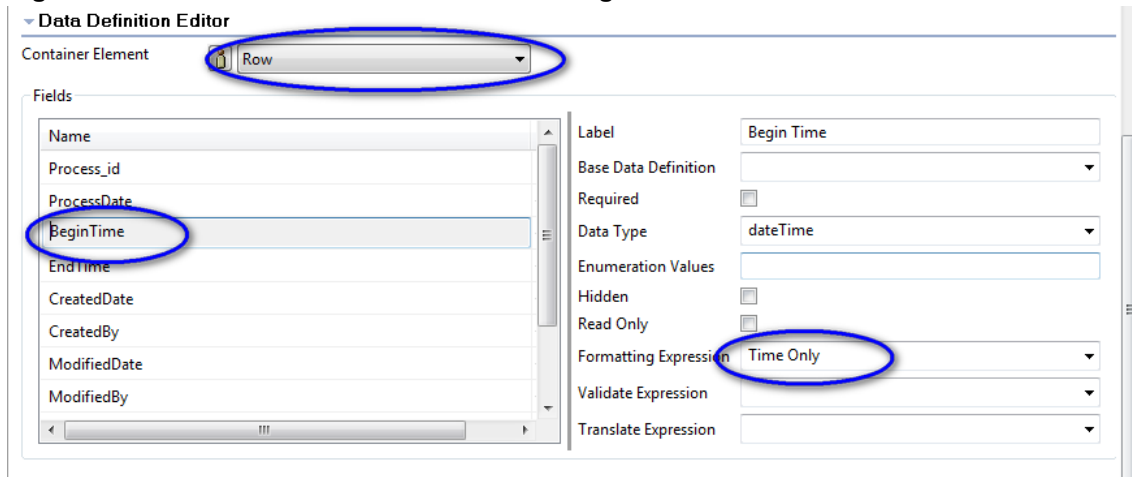 Data Definition Editor
Container Element Row
Fields
Name
Process_id
ProcessDate
BeginTime
EndTime
CreatedDate
CreatedBy
ModifiedDate
ModifiedBy
Label Begin Time
Base Data Definition
Required
Data Type dateTime
Enumeration Values
Hidden
Read Only
Formatting Expression Time Only
Validate Expression
Translate Expression